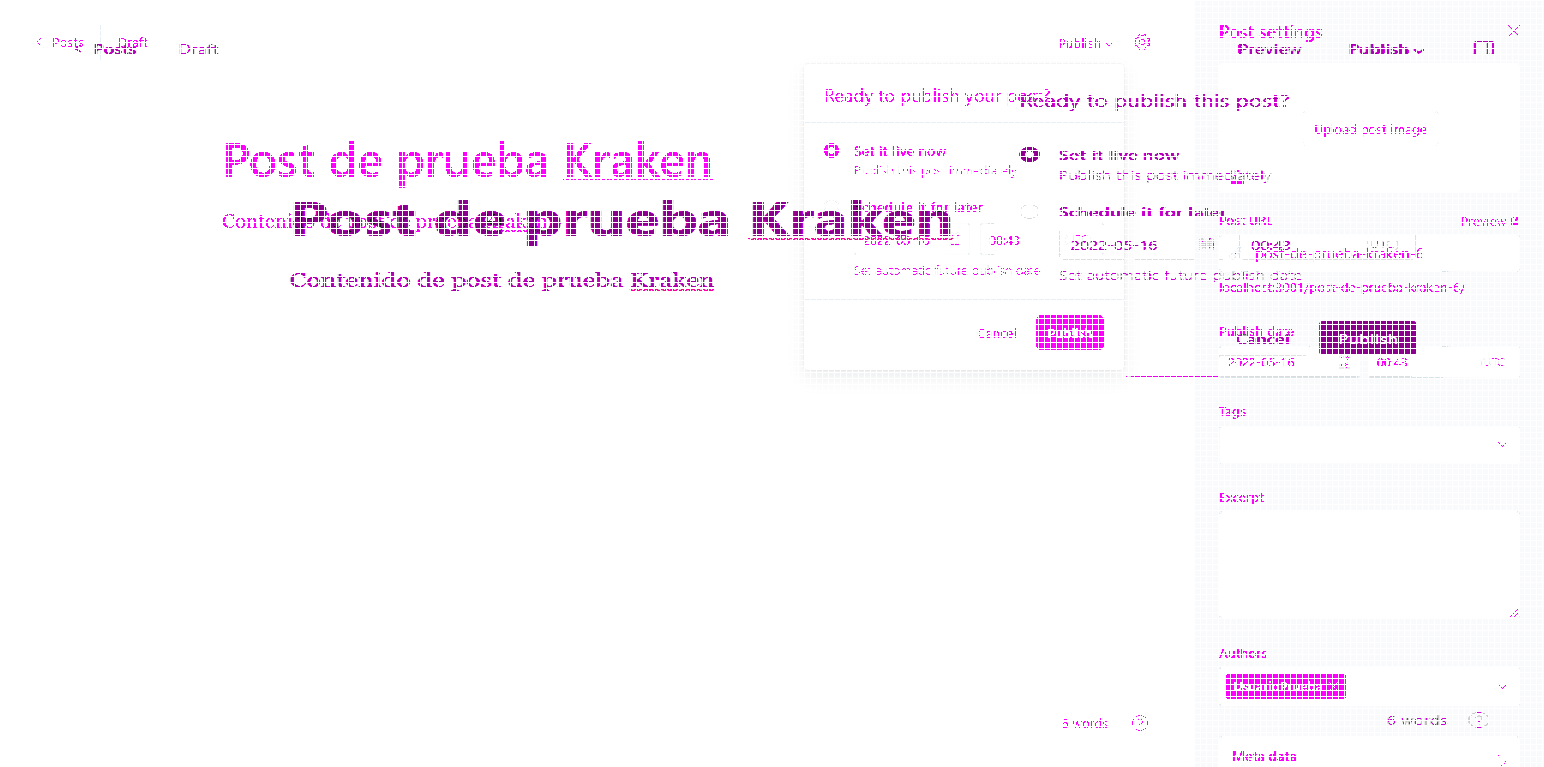 Posts Draft
Publish
Post settings
Posts Draft
Preview Publish
Ready to publish your post?
Ready to publish this post?
Upload post image
Post de prueba Kraken
Set it live now
Publish this post immediately
Set it live now
Publish this post immediately
Schedule it for later
Schedule it for later
Post URL
Preview
Contenido de post de prueba Kraken
Post de prueba Kraken
2022-05-16 00:43
2022-05-16 00:43 (UTC)
post-de-prueba-kraken-6
Set automatic future publish date
Set automatic future publish date
Contenido de post de prueba Kraken
localhost:3001/post-de-prueba-kraken-6/
Publish date
Cancel Publish
Cancel Publish
2022-05-16 00:43 (UTC)
Tags
Excerpt
Authors
6 words
6 words
Meta data